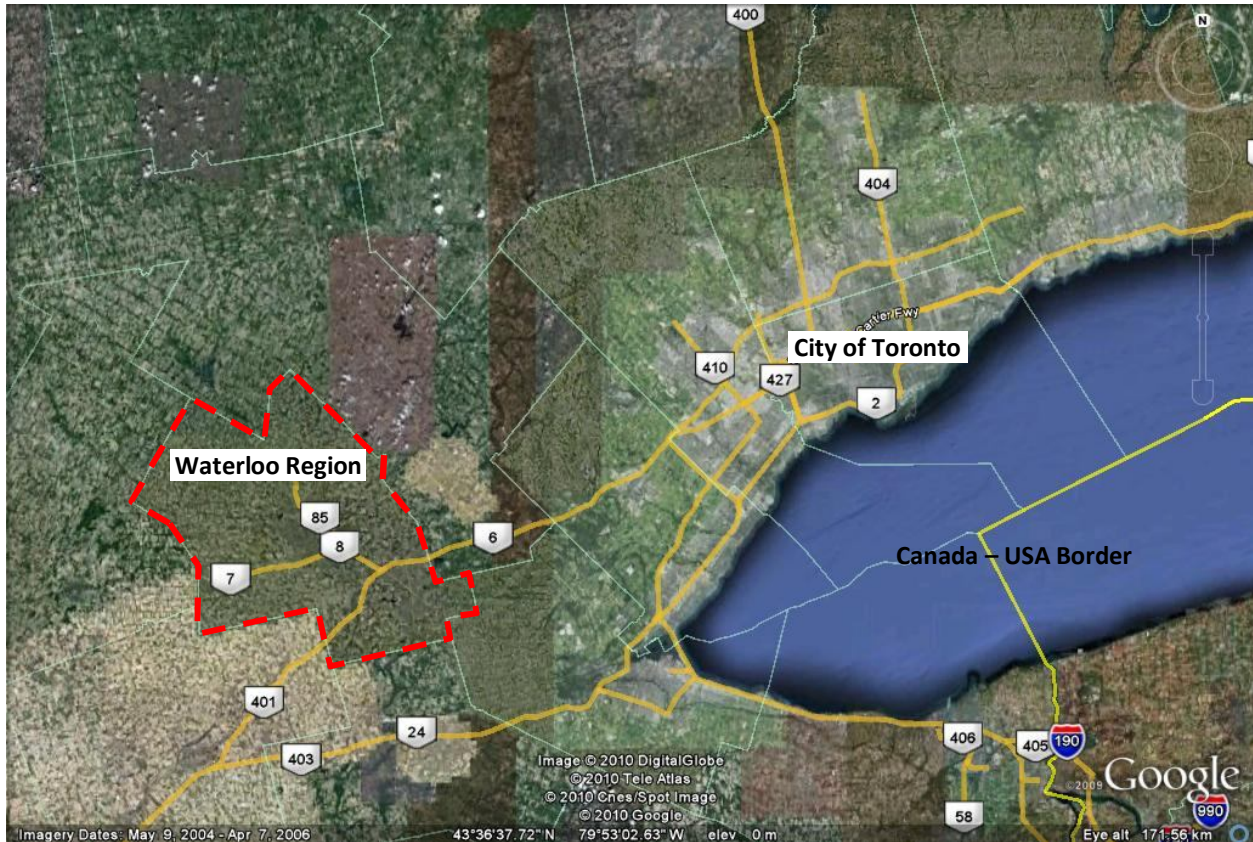 400
N
404
Cartier Fwy
City of Toronto
410
427
2
Waterloo Region
85
8
6
7
Canada – USA Border
401
24
403
406
405
190
58
990
Image © 2010 DigitalGlobe
© 2010 Tele Atlas
© 2010 Cnes/Spot Image
© 2010 Google
©2009 Google
Imagery Dates: May 9, 2004 - Apr 7, 2006 43°36'37.72" N 79°53'02.63" W elev 0 m Eye alt 171.56 km